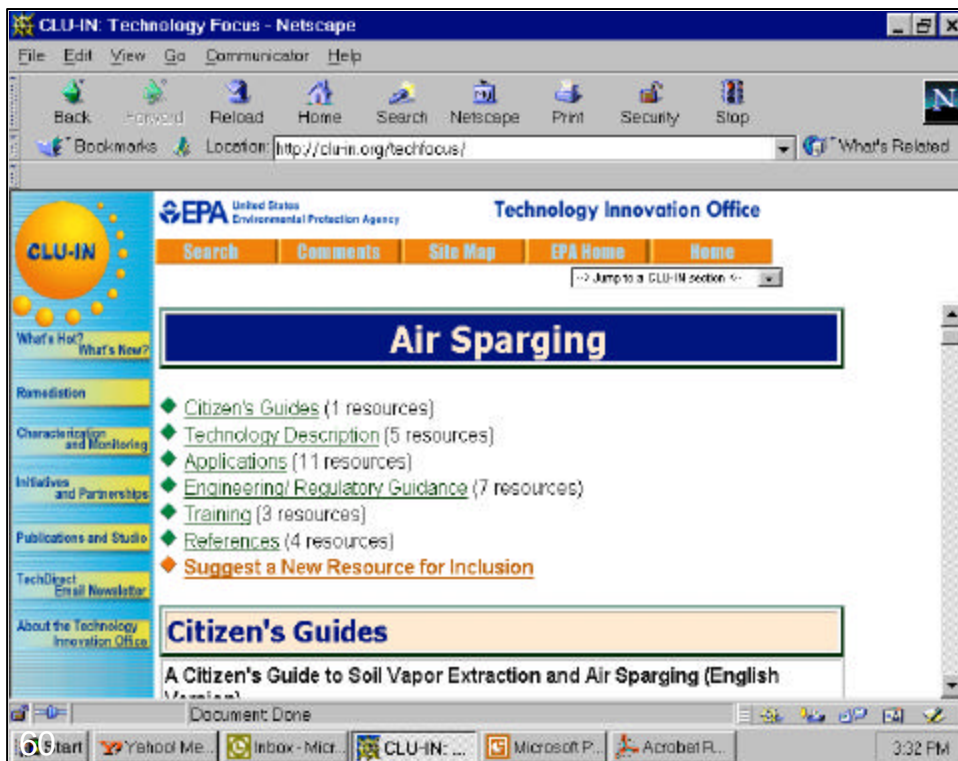 CLU-IN: Technology Focus - Netscape
File Edit View Go Communicator Help
Back Forward Reload Home Search Netscape Print Security Stop
N
Bookmarks Location: http://clu-in.org/techfocus/ What's Related
EPA United States Environmental Protection Agency
Technology Innovation Office
CLU-IN
Search Comments Site Map EPA Home Home
--> Jump to a CLU-IN section <--
Air Sparging
What's Hot?
What's New?
Remediation
Characterization
and Monitoring
Initiatives
and Partnerships
Publications and Studio
TechDirect
Email Newsletter
About the Technology
Innovation Office
Citizen's Guides (1 resources)
Technology Description (5 resources)
Applications (11 resources)
Engineering/ Regulatory Guidance (7 resources)
Training (3 resources)
References (4 resources)
Suggest a New Resource for Inclusion
Citizen's Guides
A Citizen's Guide to Soil Vapor Extraction and Air Sparging (English
Version)
Document: Done
60
Start Yahoo! Me... Inbox - Micr... CLU-IN: ... Microsoft P... Acrobat R... 3:32 PM